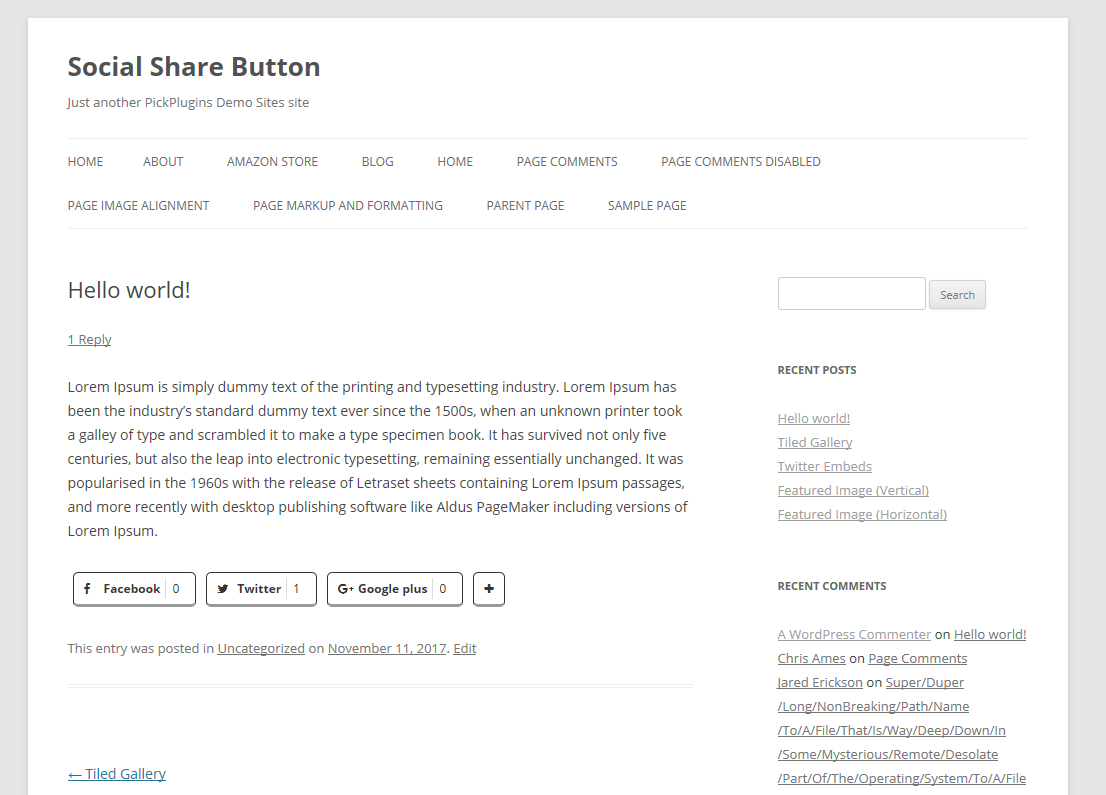 Social Share Button
Just another PickPlugins Demo Sites site
HOME ABOUT AMAZON STORE BLOG HOME PAGE COMMENTS PAGE COMMENTS DISABLED
PAGE IMAGE ALIGNMENT PAGE MARKUP AND FORMATTING PARENT PAGE SAMPLE PAGE
Hello world!
1 Reply
Lorem Ipsum is simply dummy text of the printing and typesetting industry. Lorem Ipsum has
been the industry’s standard dummy text ever since the 1500s, when an unknown printer took
a galley of type and scrambled it to make a type specimen book. It has survived not only five
centuries, but also the leap into electronic typesetting, remaining essentially unchanged. It was
popularised in the 1960s with the release of Letraset sheets containing Lorem Ipsum passages,
and more recently with desktop publishing software like Aldus PageMaker including versions of
Lorem Ipsum.
Facebook 0 Twitter 1 G+ Google plus 0 +
This entry was posted in Uncategorized on November 11, 2017. Edit
← Tiled Gallery
Search
RECENT POSTS
Hello world!
Tiled Gallery
Twitter Embeds
Featured Image (Vertical)
Featured Image (Horizontal)
RECENT COMMENTS
A WordPress Commenter on Hello world!
Chris Ames on Page Comments
Jared Erickson on Super/Duper
/Long/NonBreaking/Path/Name
/To/A/File/That/Is/Way/Deep/Down/In
/Some/Mysterious/Remote/Desolate
/Part/Of/The/Operating/System/To/A/File